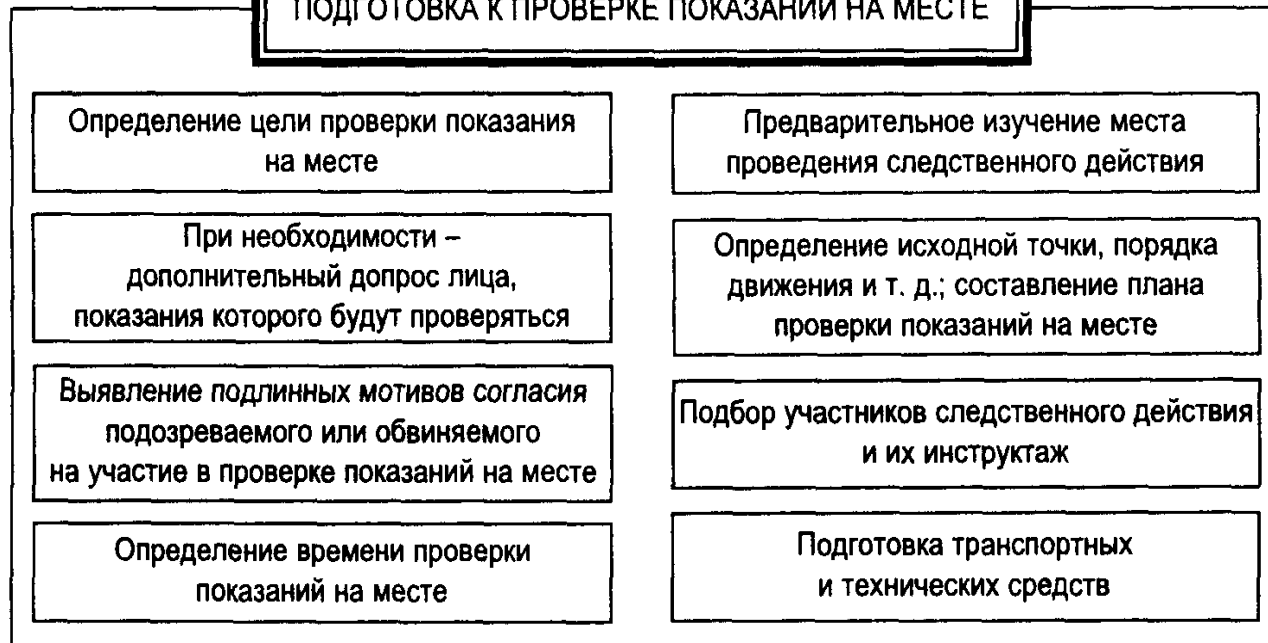 ПОДГОТОВКА К ПРОВЕРКЕ ПОКАЗАНИЙ НА МЕСТЕ
Определение цели проверки показания
на месте
При необходимости –
дополнительный допрос лица,
показания которого будут проверяться
Выявление подлинных мотивов согласия
подозреваемого или обвиняемого
на участие в проверке показаний на месте
Определение времени проверки
показаний на месте
Предварительное изучение места
проведения следственного действия
Определение исходной точки, порядка
движения и т. д.; составление плана
проверки показаний на месте
Подбор участников следственного действия
и их инструктаж
Подготовка транспортных
и технических средств